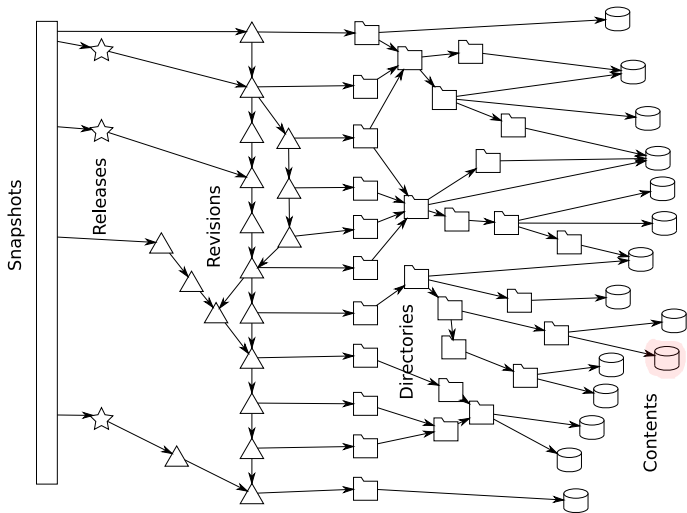 Snapshots
Releases
Revisions
Directories
Contents